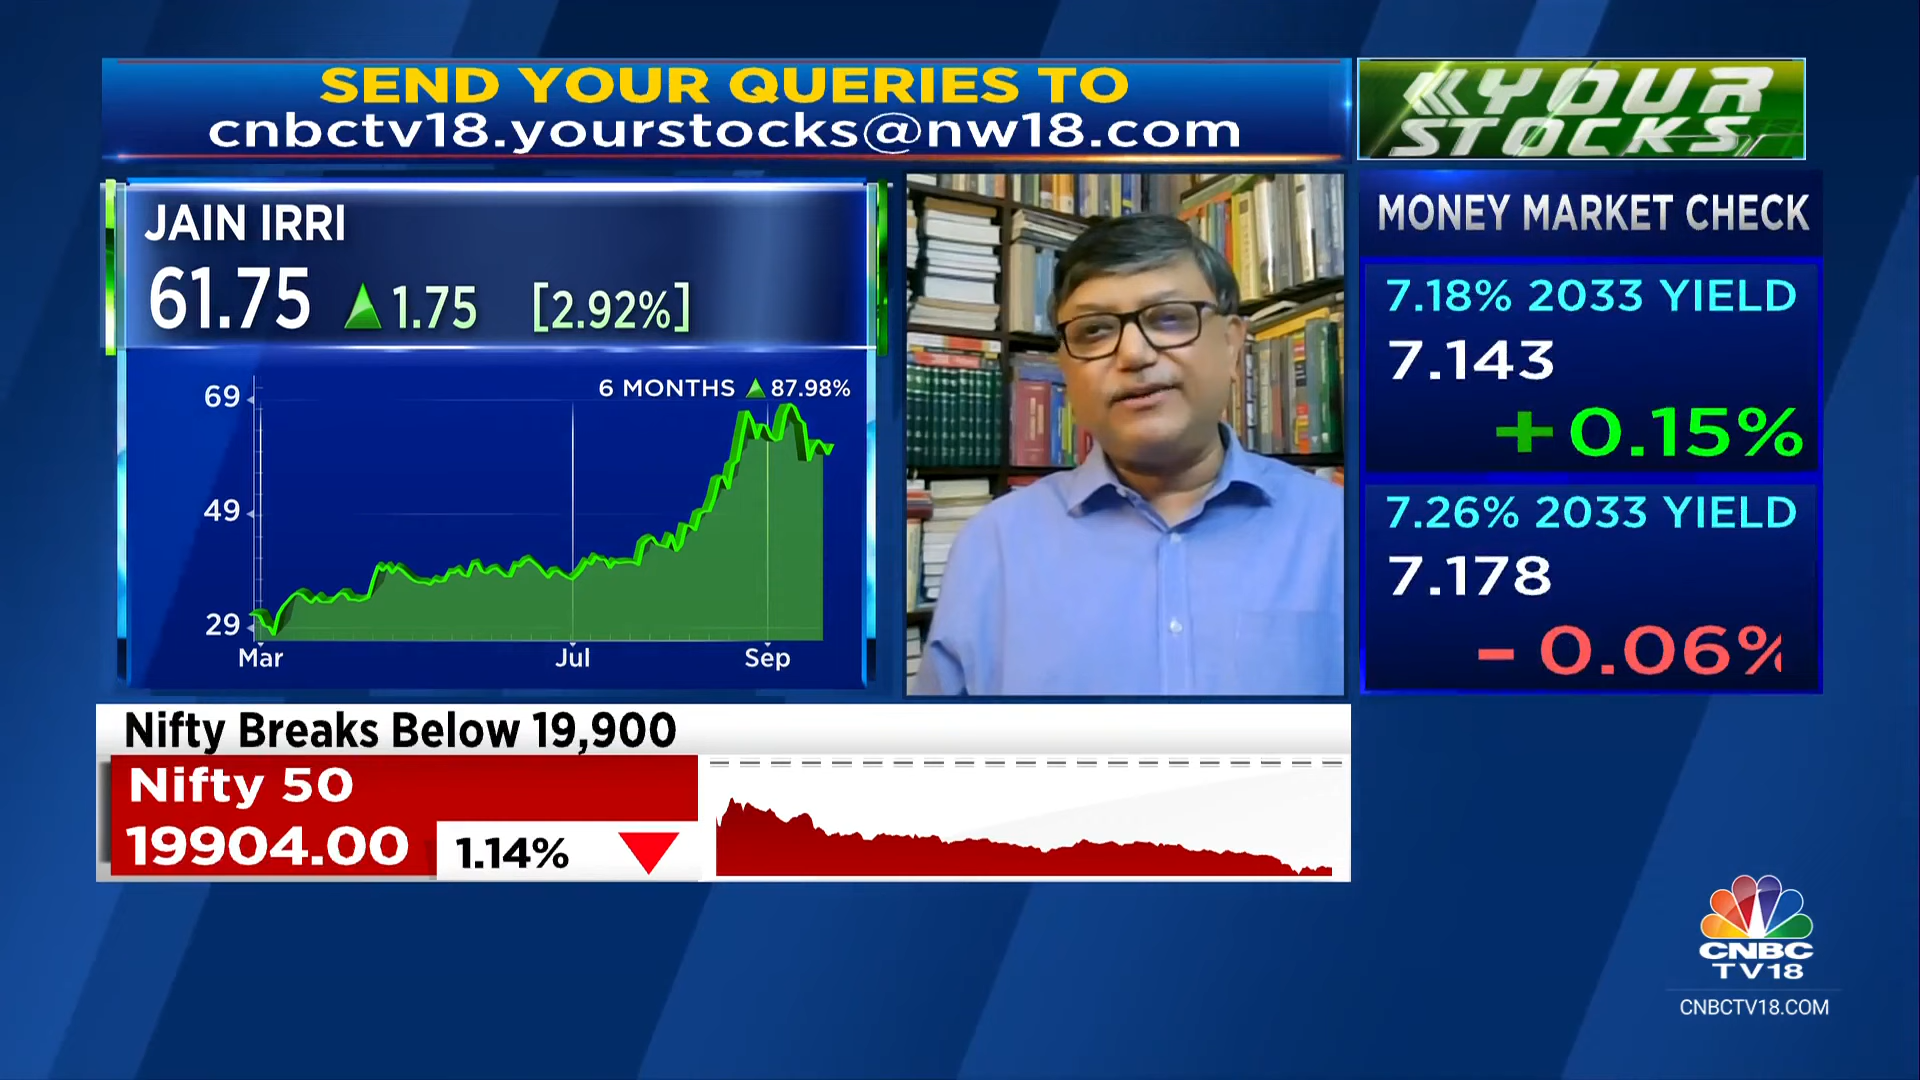 SEND YOUR QUERIES TO
cnbctv18.yourstocks@nw18.com
YOUR
STOCKS
JAIN IRRI
61.75 ▲ 1.75 [2.92%]
6 MONTHS ▲ 87.98%
69
49
29
Mar Jul Sep
MONEY MARKET CHECK
7.18% 2033 YIELD
7.143
+0.15%
7.26% 2033 YIELD
7.178
-0.06%
Nifty Breaks Below 19,900
Nifty 50
19904.00 1.14% ▼
CNBC
TV18
CNBCTV18.COM